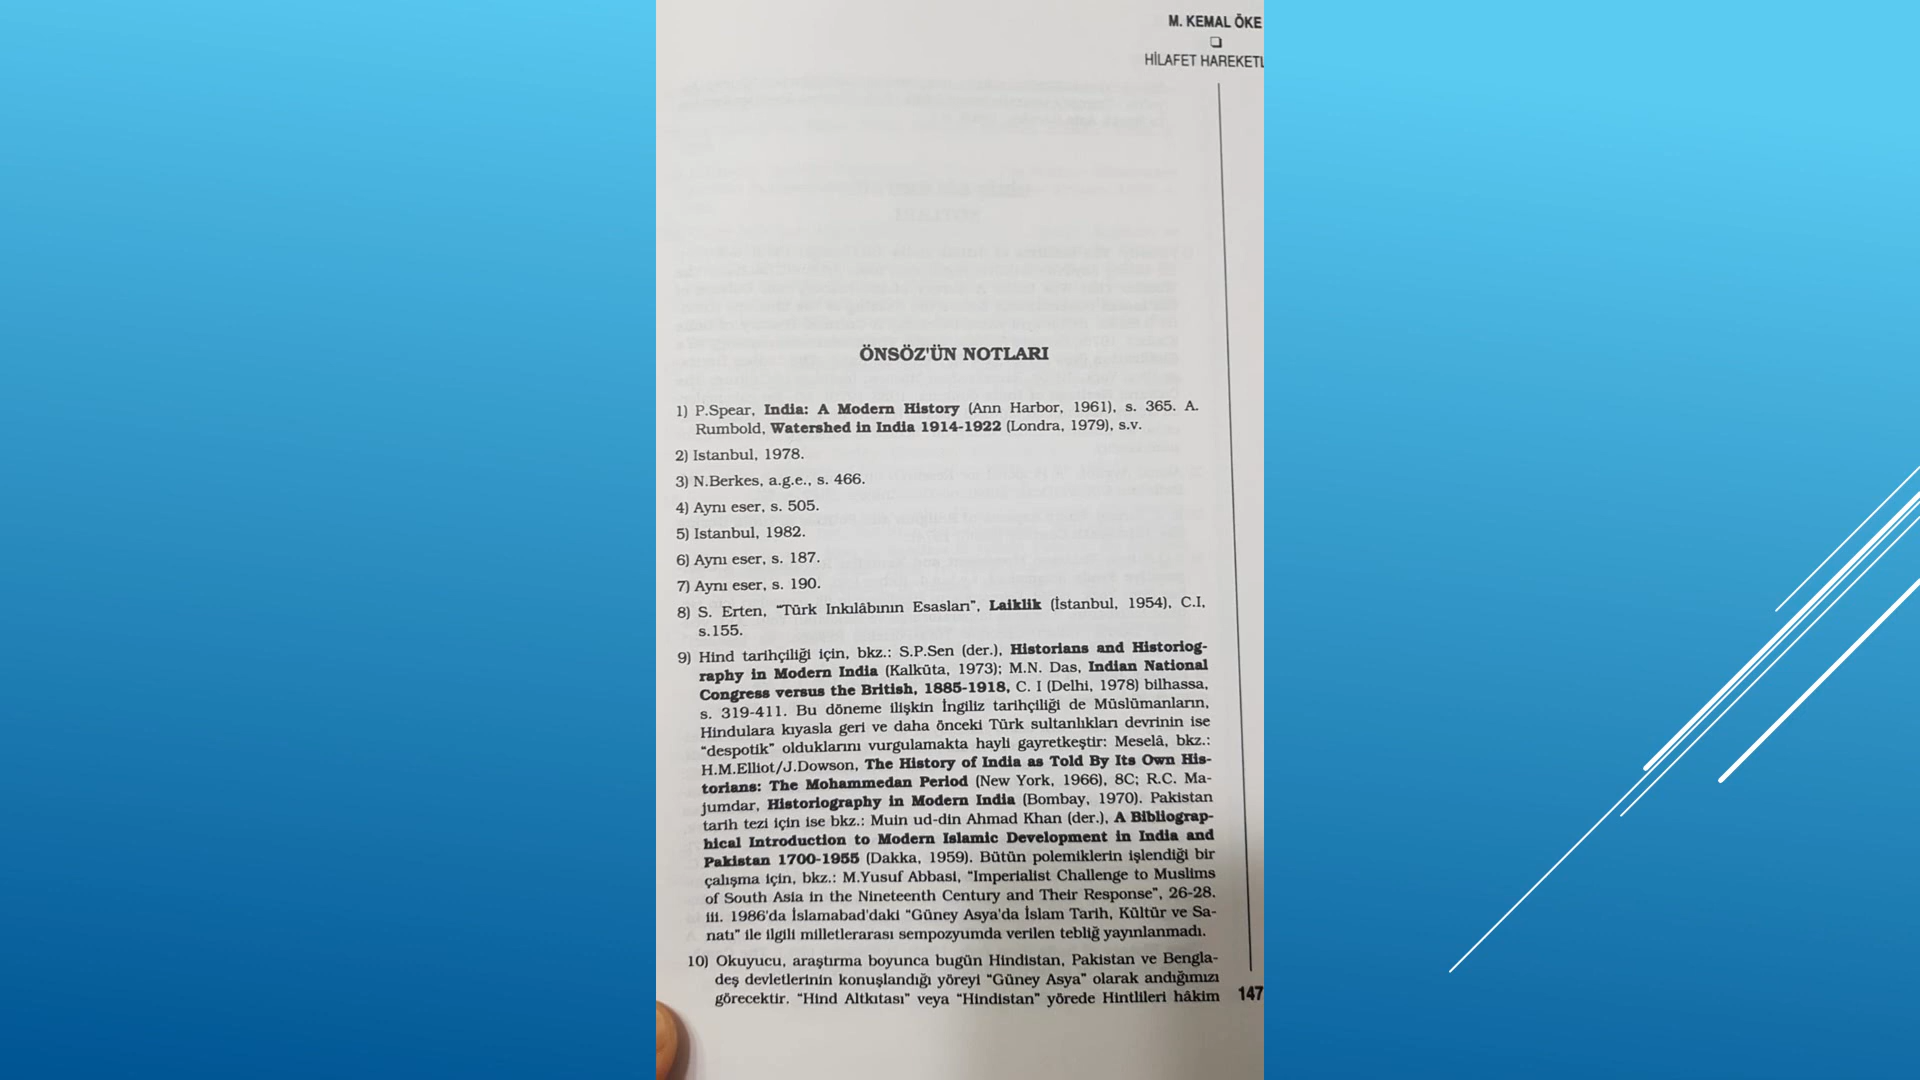 M. KEMAL ÖKE
HİLAFET HAREKETL
ÖNSÖZ'ÜN NOTLARI
1) P.Spear, India: A Modern History (Ann Harbor, 1961), s. 365. A.
Rumbold, Watershed in India 1914-1922 (Londra, 1979), s.v.
2) Istanbul, 1978.
3) N.Berkes, a.g.e., s. 466.
4) Aynı eser, s. 505.
5) Istanbul, 1982.
6) Aynı eser, s. 187.
7) Aynı eser, s. 190.
8) S. Erten, “Türk Inkılâbının Esasları”, Laiklik (İstanbul, 1954), C.I,
s.155.
9) Hind tarihçiliği için, bkz.: S.P.Sen (der.), Historians and Historiog-
raphy in Modern India (Kalküta, 1973); M.N. Das, Indian National
Congress versus the British, 1885-1918, C. I (Delhi, 1978) bilhassa,
s. 319-411. Bu döneme ilişkin İngiliz tarihçiliği de Müslümanların,
Hindulara kıyasla geri ve daha önceki Türk sultanlıkları devrinin ise
“despotik” olduklarını vurgulamakta hayli gayretkeştir: Meselâ, bkz.:
H.M.Elliot/J.Dowson, The History of India as Told By Its Own His-
torians: The Mohammedan Period (New York, 1966), 8C; R.C. Ma-
jumdar, Historiography in Modern India (Bombay, 1970). Pakistan
tarih tezi için ise bkz.: Muin ud-din Ahmad Khan (der.), A Bibliograp-
hical Introduction to Modern Islamic Development in India and
Pakistan 1700-1955 (Dakka, 1959). Bütün polemiklerin işlendiği bir
çalışma için, bkz.: M.Yusuf Abbasi, “Imperialist Challenge to Muslims
of South Asia in the Nineteenth Century and Their Response”, 26-28.
iii. 1986'da İslamabad'daki “Güney Asya'da İslam Tarih, Kültür ve Sa-
natı” ile ilgili milletlerarası sempozyumda verilen tebliğ yayınlanmadı.
10) Okuyucu, araştırma boyunca bugün Hindistan, Pakistan ve Bengla-
deş devletlerinin konuşlandığı yöreyi “Güney Asya” olarak andığımızı
görecektir. “Hind Altkıtası” veya “Hindistan” yörede Hintlileri hâkim
147